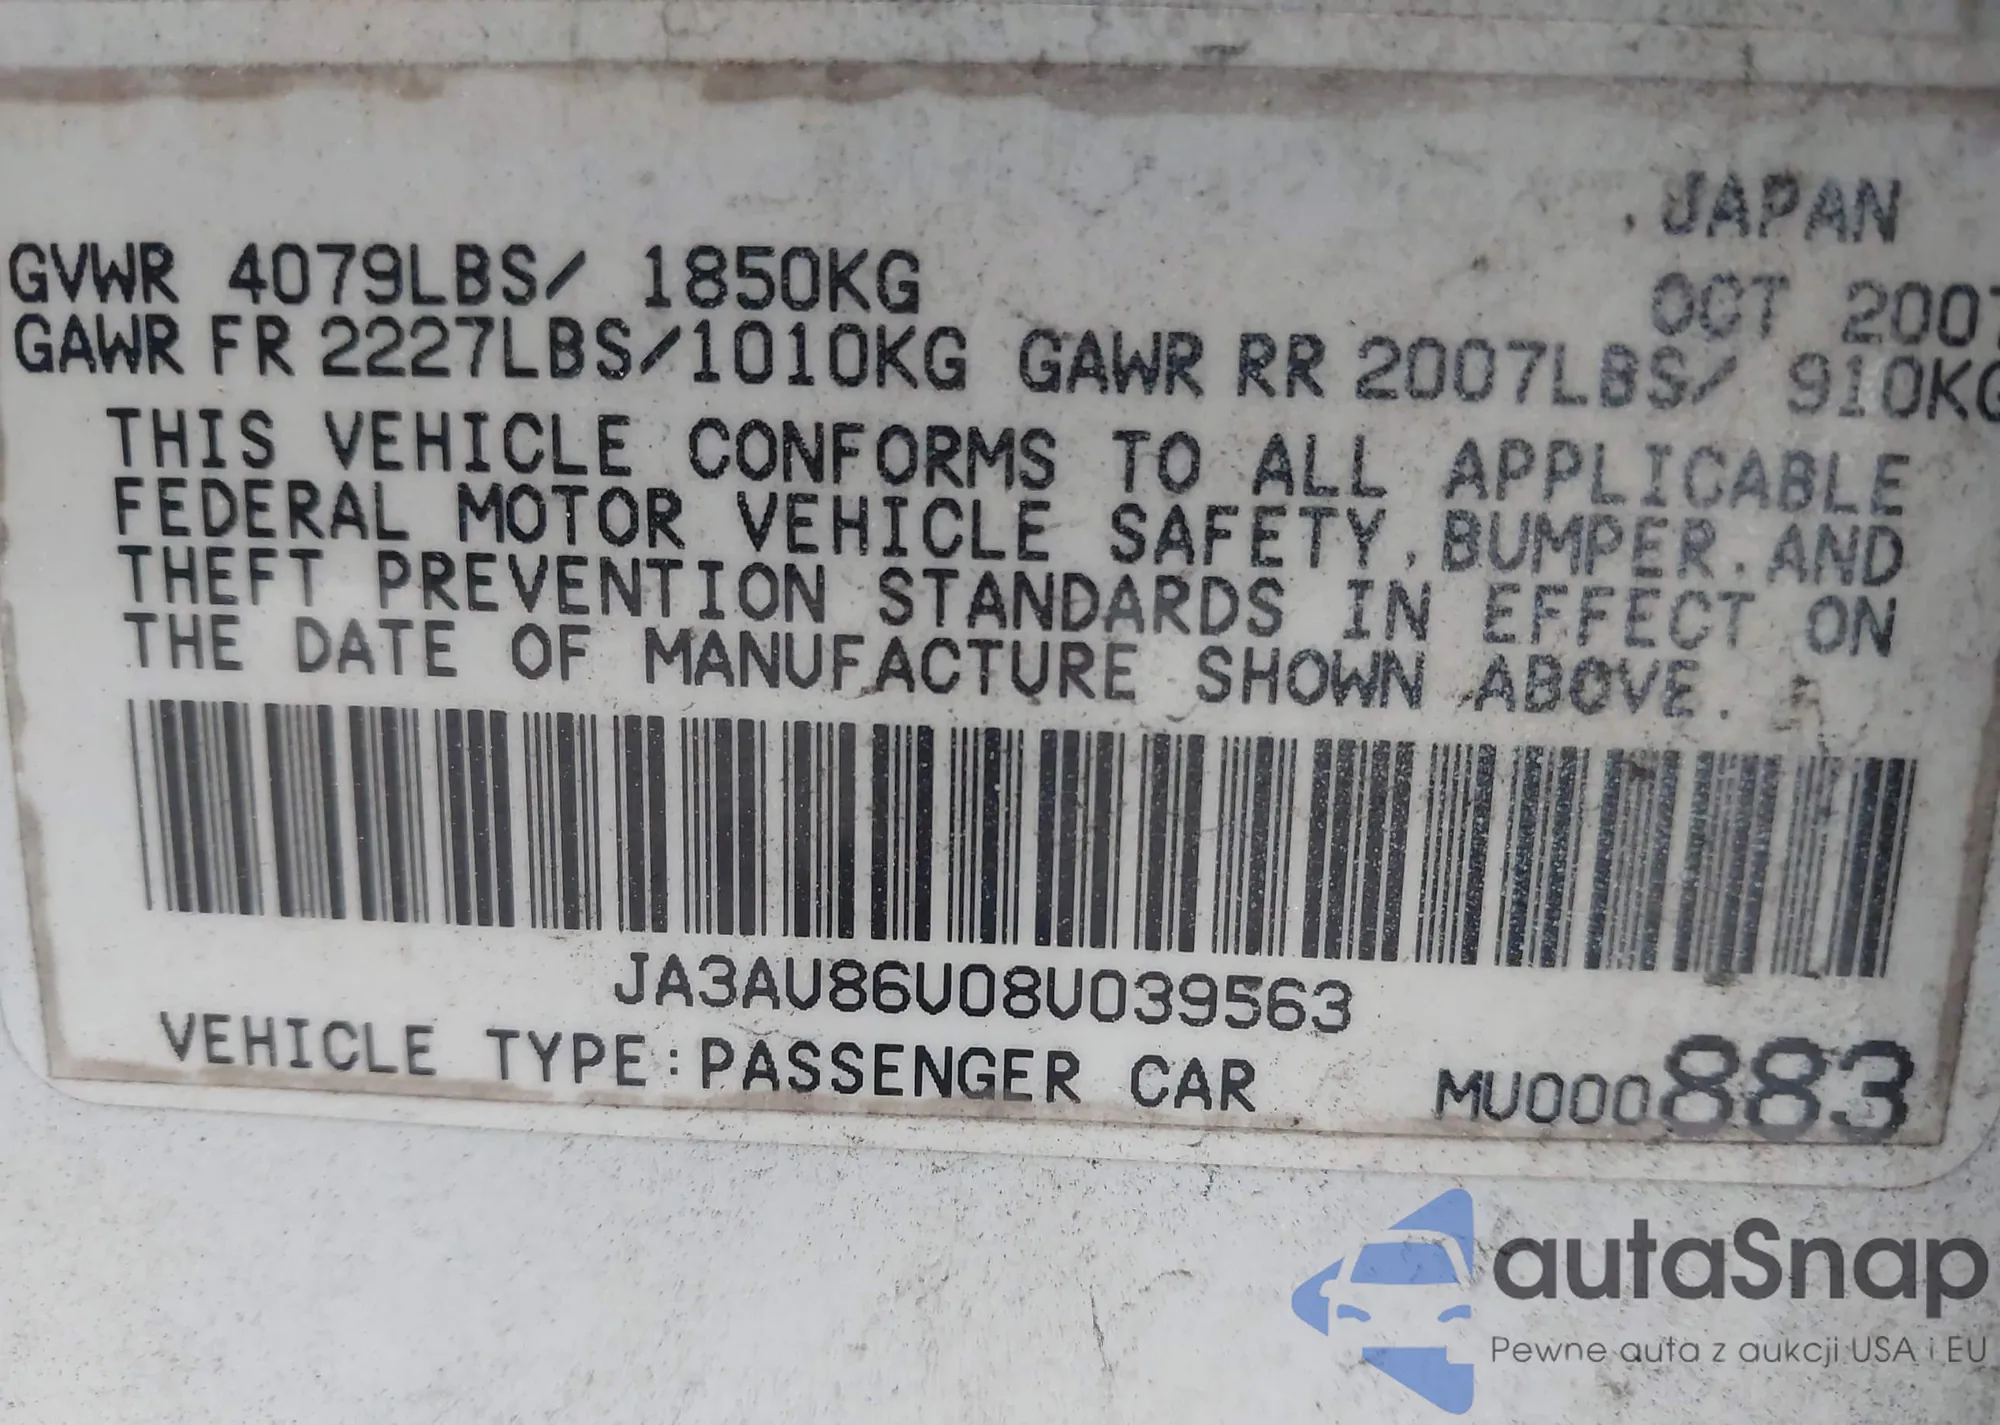 JAPAN
OCT 2007
GVWR 4079LBS/ 1850KG
GAWR FR 2227LBS/1010KG GAWR RR 2007LBS/ 910KG
THIS VEHICLE CONFORMS TO ALL APPLICABLE
FEDERAL MOTOR VEHICLE SAFETY, BUMPER, AND
THEFT PREVENTION STANDARDS IN EFFECT ON
THE DATE OF MANUFACTURE SHOWN ABOVE.
JA3AU86U08U039563
VEHICLE TYPE:PASSENGER CAR MU000883
autaSnap
Pewne auta z aukcji USA i EU